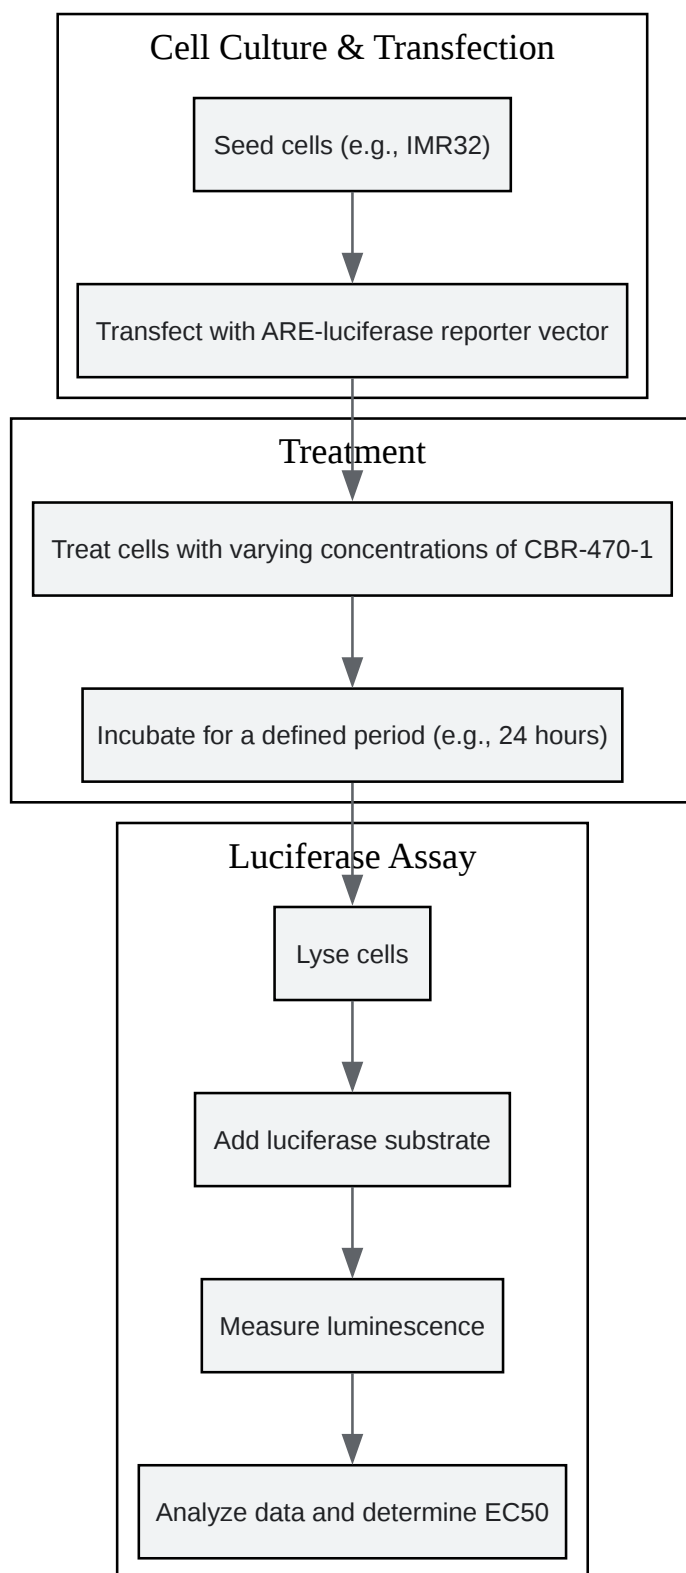 Cell Culture & Transfection
Seed cells (e.g., IMR32)
Transfect with ARE-luciferase reporter vector
Treatment
Treat cells with varying concentrations of CBR-470-1
Incubate for a defined period (e.g., 24 hours)
Luciferase Assay
Lyse cells
Add luciferase substrate
Measure luminescence
Analyze data and determine EC50